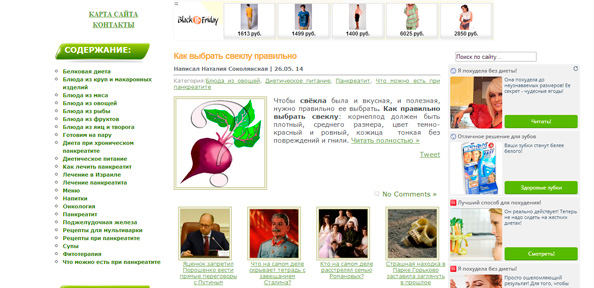 КАРТА САЙТА
КОНТАКТЫ
СОДЕРЖАНИЕ:
Белковая диета
Блюда из круп и макаронных
изделий
Блюда из мяса
Блюда из овощей
Блюда из рыбы
Блюда из фруктов
Блюда из яиц и творога
Готовим на пару
Диета при хроническом
панкреатите
Диетическое питание
Как лечить панкреатит
Лечение в Израиле
Лечение панкреатита
Меню
Напитки
Онкология
Панкреатит
Поджелудочная железа
Рецепты для мультиварки
Рецепты при панкреатите
Супы
Фитотерапия
Что можно есть при панкреатите
Black Friday
1613 руб.
1499 руб.
1400 руб.
6025 руб.
2850 руб.
Как выбрать свеклу правильно
Написал Наталия Соколянская | 26.05. 14
Категория:Блюда из овощей, Диетическое питание, Панкреатит, Что можно есть при
панкреатите
Чтобы свёкла была и вкусная, и полезная,
нужно правильно ее выбрать. Как правильно
выбрать свеклу: корнеплод должен быть
плотный, среднего размера, цвет темно-
красный и ровный, кожица тонкая без
повреждений и гнили. Читать полностью »
Tweet
No Comments »
Яценюк запретил
Порошенко вести
прямые переговоры
с Путиным
Что на самом деле
скрывает тетрадь с
завещанием
Сталина?
Кто на самом деле
расстрелял семью
Романовых?
Страшная находка в
Парке Горького
заставила заглянуть
в прошлое
Поиск по сайту...
Я похудела без диеты!
Она похудела до
неузнаваемых размеров! Ее
секрет - чудесные ягоды!
Читать!
Отличное решение для зубов
Ваши зубы станут белее
белого!
Здоровые зубки
Лучший способ для похудения!
Он реально действует! Теперь
не надо сидеть на жестких
диетах!
Смотреть!
Я похудела без диеты!
Ошеломляющий